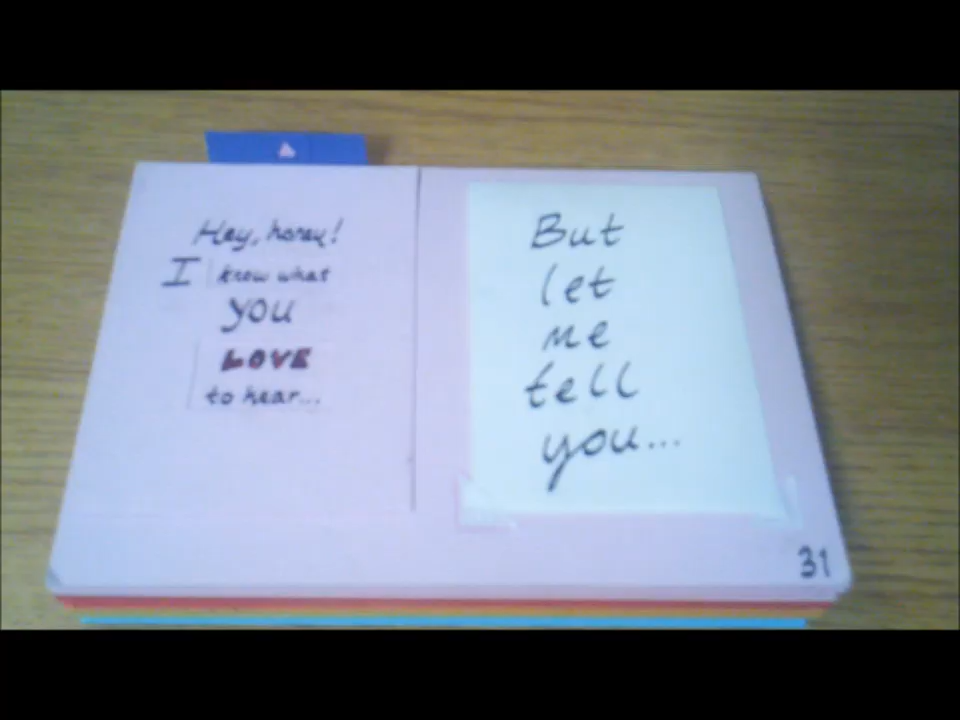 Hey, honey!
I know what
YOU
LOVE
to hear...
But
let
me
tell
you...
31